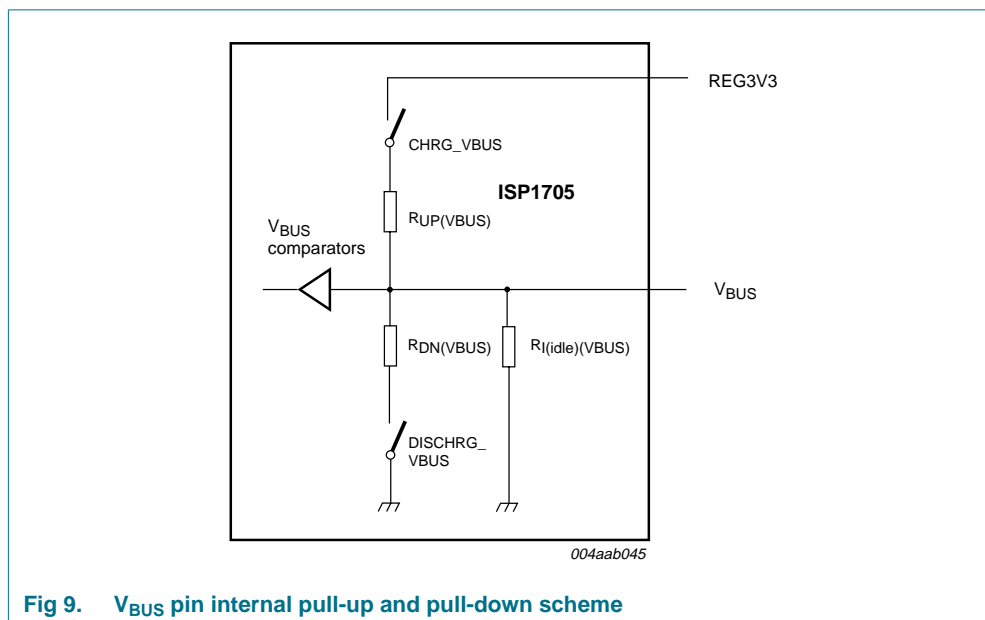 REG3V3
CHRG_VBUS
ISP1705
RUP(VBUS)
VBUS
comparators
VBUS
RDN(VBUS)
RI(idle)(VBUS)
DISCHRG_
VBUS
004aab045
Fig 9. VBUS pin internal pull-up and pull-down scheme